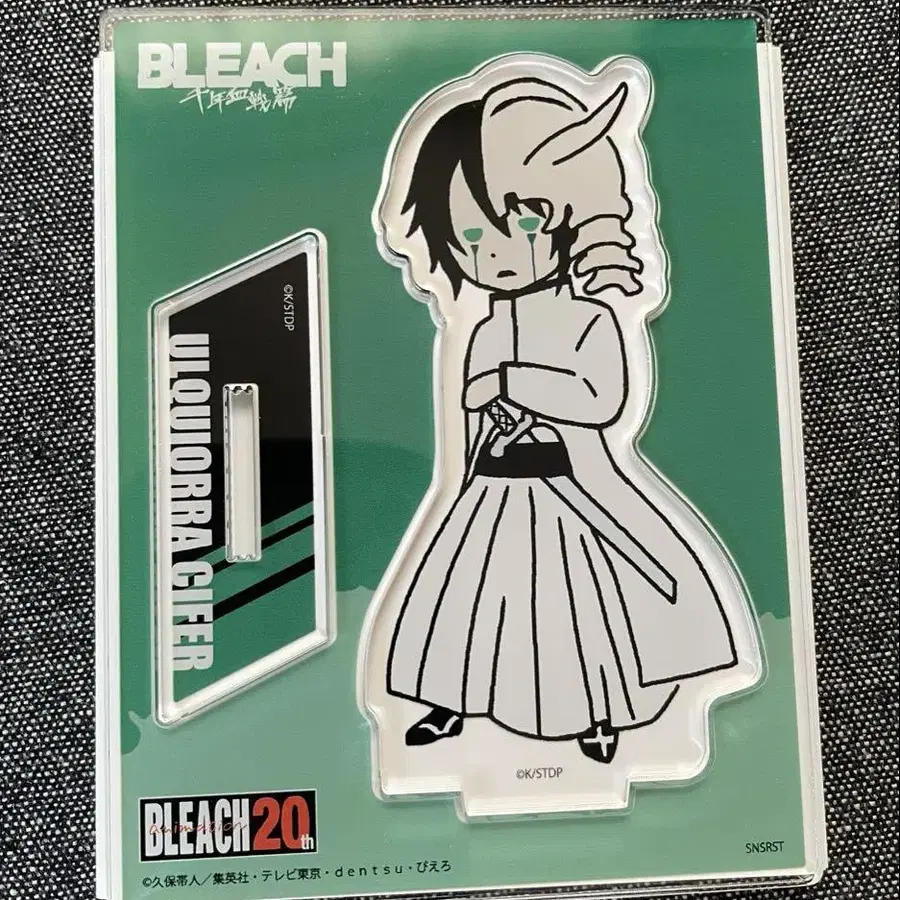 BLEACH
千年血戦篇
©K/STDP
ULQUIORRA CIFER
©K/STDP
BLEACH 20th
animation
SNSRST
©久保帯人／集英社・テレビ東京・dentsu・ぴえろ